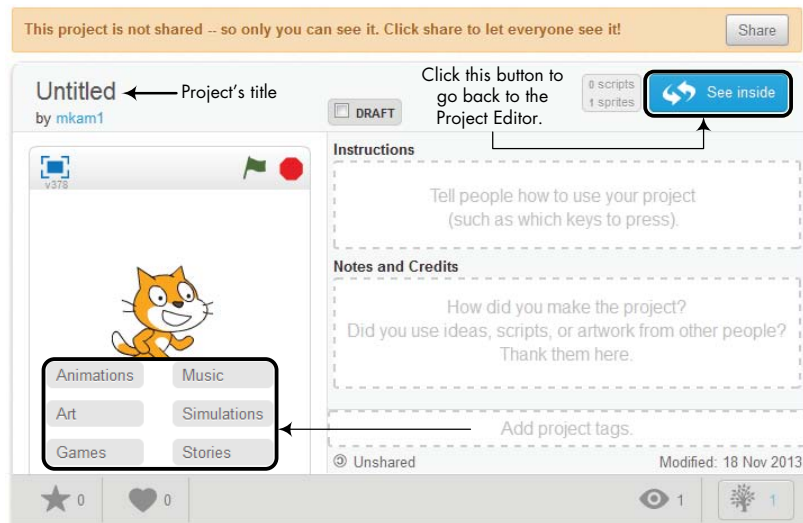 This project is not shared -- so only you can see it. Click share to let everyone see it!
Share
Untitled
Project's title
by mkam1
DRAFT
Click this button to
go back to the
Project Editor.
0 scripts
1 sprites
See inside
v378
Instructions
Tell people how to use your project
(such as which keys to press).
Notes and Credits
How did you make the project?
Did you use ideas, scripts, or artwork from other people?
Thank them here.
Animations
Music
Art
Simulations
Games
Stories
Add project tags.
Unshared
Modified: 18 Nov 2013
0
0
1
1